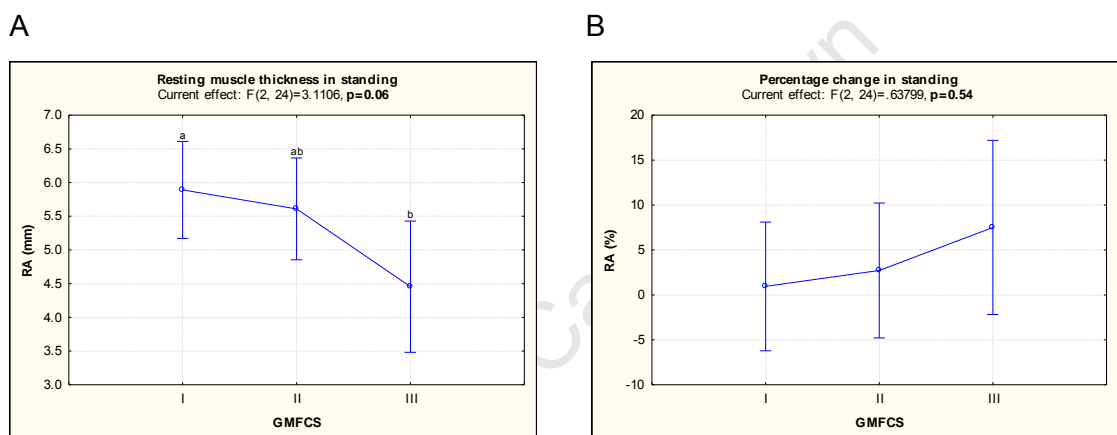 A
B
Resting muscle thickness in standing
Current effect: F(2, 24)=3.1106, p=0.06
7.0
6.5
6.0
5.5
5.0
4.5
4.0
3.5
3.0
RA (mm)
a
ab
b
I
II
III
GMFCS
Percentage change in standing
Current effect: F(2, 24)=.63799, p=0.54
20
15
10
5
0
-5
-10
RA (%)
I
II
III
GMFCS